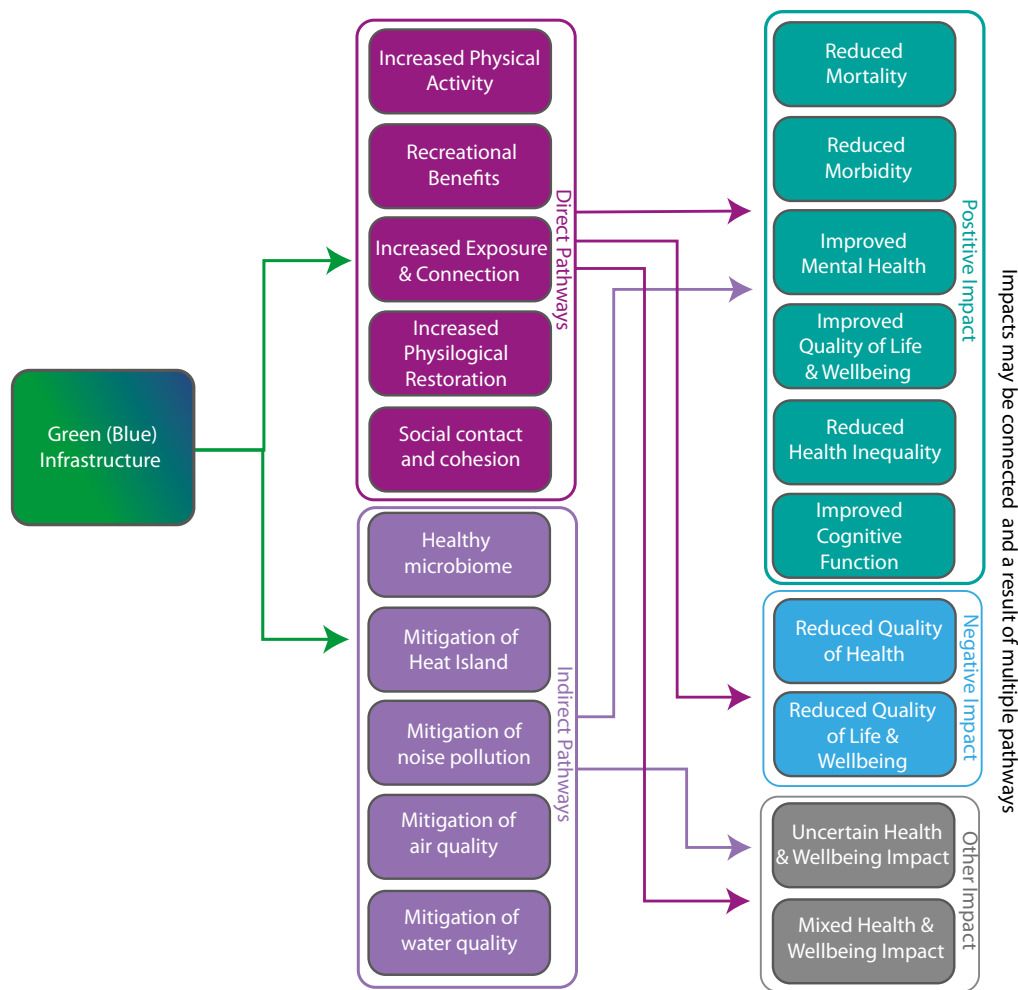 Green (Blue)
Infrastructure
Increased Physical
Activity
Recreational
Benefits
Increased Exposure
& Connection
Increased
Physilogical
Restoration
Social contact
and cohesion
Direct Pathways
Healthy
microbiome
Mitigation of
Heat Island
Mitigation of
noise pollution
Mitigation of
air quality
Mitigation of
water quality
Indirect Pathways
Reduced
Mortality
Reduced
Morbidity
Improved
Mental Health
Improved
Quality of Life
& Wellbeing
Reduced
Health Inequality
Improved
Cognitive
Function
Postitive Impact
Reduced Quality
of Health
Reduced Quality
of Life &
Wellbeing
Negative Impact
Uncertain Health
& Wellbeing Impact
Mixed Health &
Wellbeing Impact
Other Impact
Impacts may be connected and a result of multiple pathways